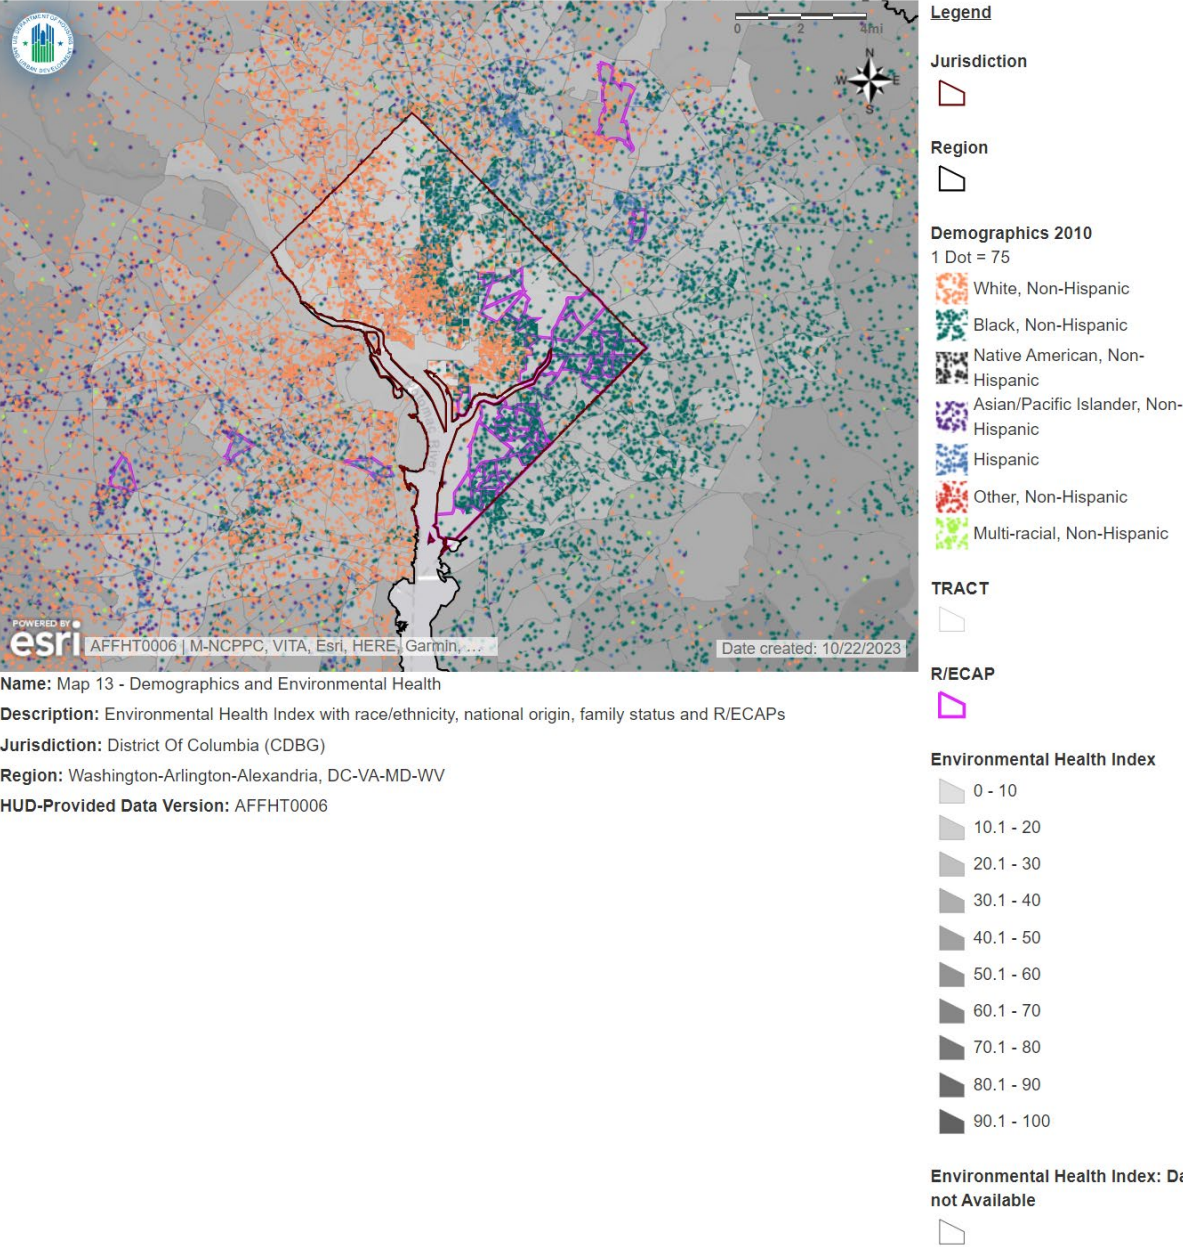 Legend
0 2 4mi
N
W E
S
Jurisdiction
Region
Demographics 2010
1 Dot = 75
White, Non-Hispanic
Black, Non-Hispanic
Native American, Non-
Hispanic
Asian/Pacific Islander, Non-
Hispanic
Hispanic
Other, Non-Hispanic
Multi-racial, Non-Hispanic
TRACT
R/ECAP
Environmental Health Index
0 - 10
10.1 - 20
20.1 - 30
30.1 - 40
40.1 - 50
50.1 - 60
60.1 - 70
70.1 - 80
80.1 - 90
90.1 - 100
Environmental Health Index: Da
not Available
POWERED BY
esri
AFFHT0006 | M-NCPPC, VITA, Esri, HERE, Garmin, ...
Date created: 10/22/2023
Name: Map 13 - Demographics and Environmental Health
Description: Environmental Health Index with race/ethnicity, national origin, family status and R/ECAPs
Jurisdiction: District Of Columbia (CDBG)
Region: Washington-Arlington-Alexandria, DC-VA-MD-WV
HUD-Provided Data Version: AFFHT0006